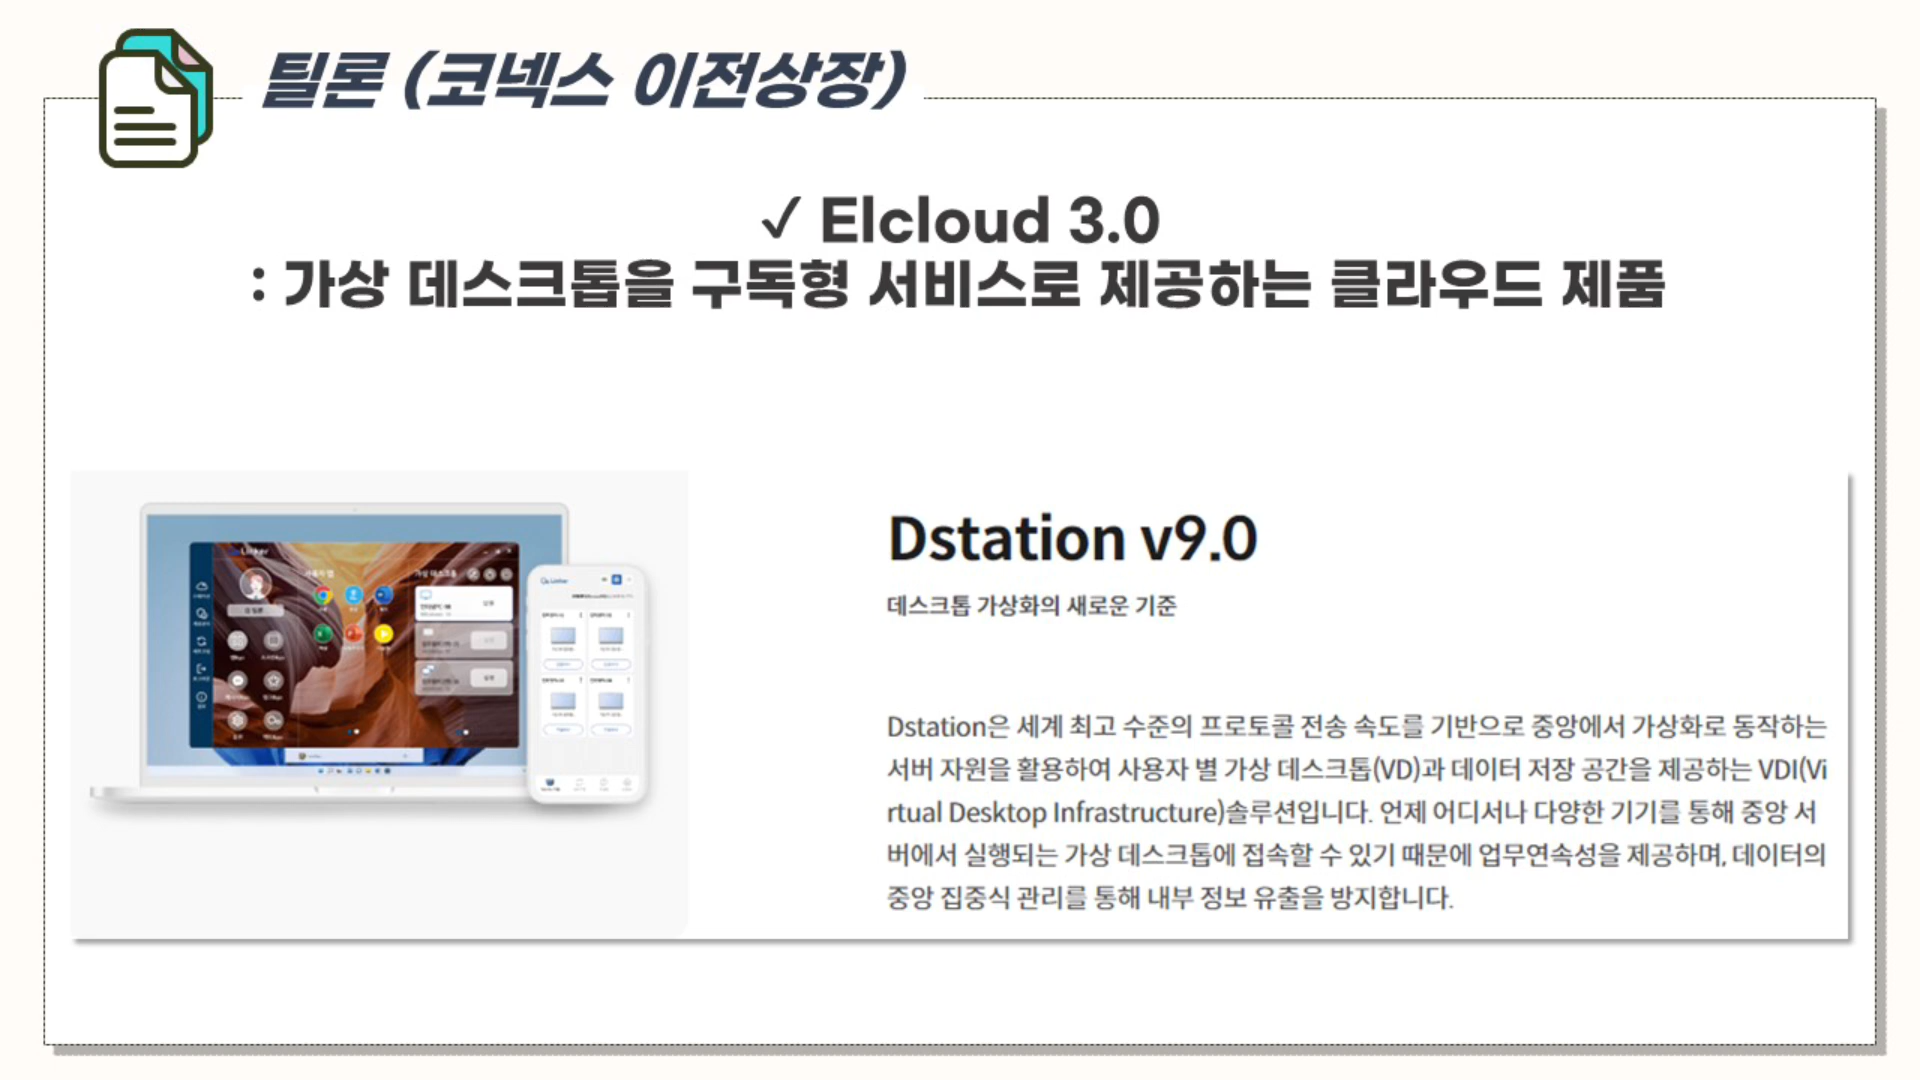 틸론 (코넥스 이전상장)
✓ Elcloud 3.0
: 가상 데스크톱을 구독형 서비스로 제공하는 클라우드 제품
Dstation v9.0
데스크톱 가상화의 새로운 기준
Dstation은 세계 최고 수준의 프로토콜 전송 속도를 기반으로 중앙에서 가상화로 동작하는
서버 자원을 활용하여 사용자 별 가상 데스크톱(VD)과 데이터 저장 공간을 제공하는 VDI(Vi
rtual Desktop Infrastructure)솔루션입니다. 언제 어디서나 다양한 기기를 통해 중앙 서
버에서 실행되는 가상 데스크톱에 접속할 수 있기 때문에 업무연속성을 제공하며, 데이터의
중앙 집중식 관리를 통해 내부 정보 유출을 방지합니다.